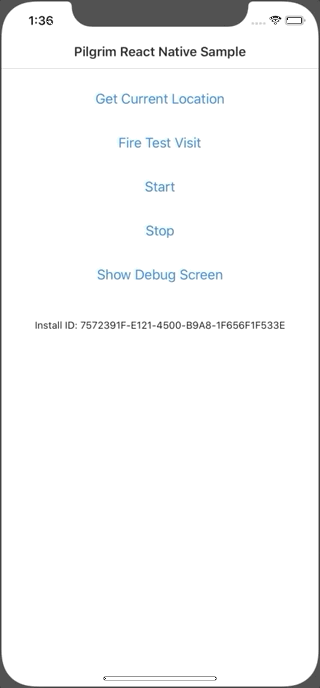 1:36
Pilgrim React Native Sample
Get Current Location
Fire Test Visit
Start
Stop
Show Debug Screen
Install ID: 7572391F-E121-4500-B9A8-1F656F1F533E